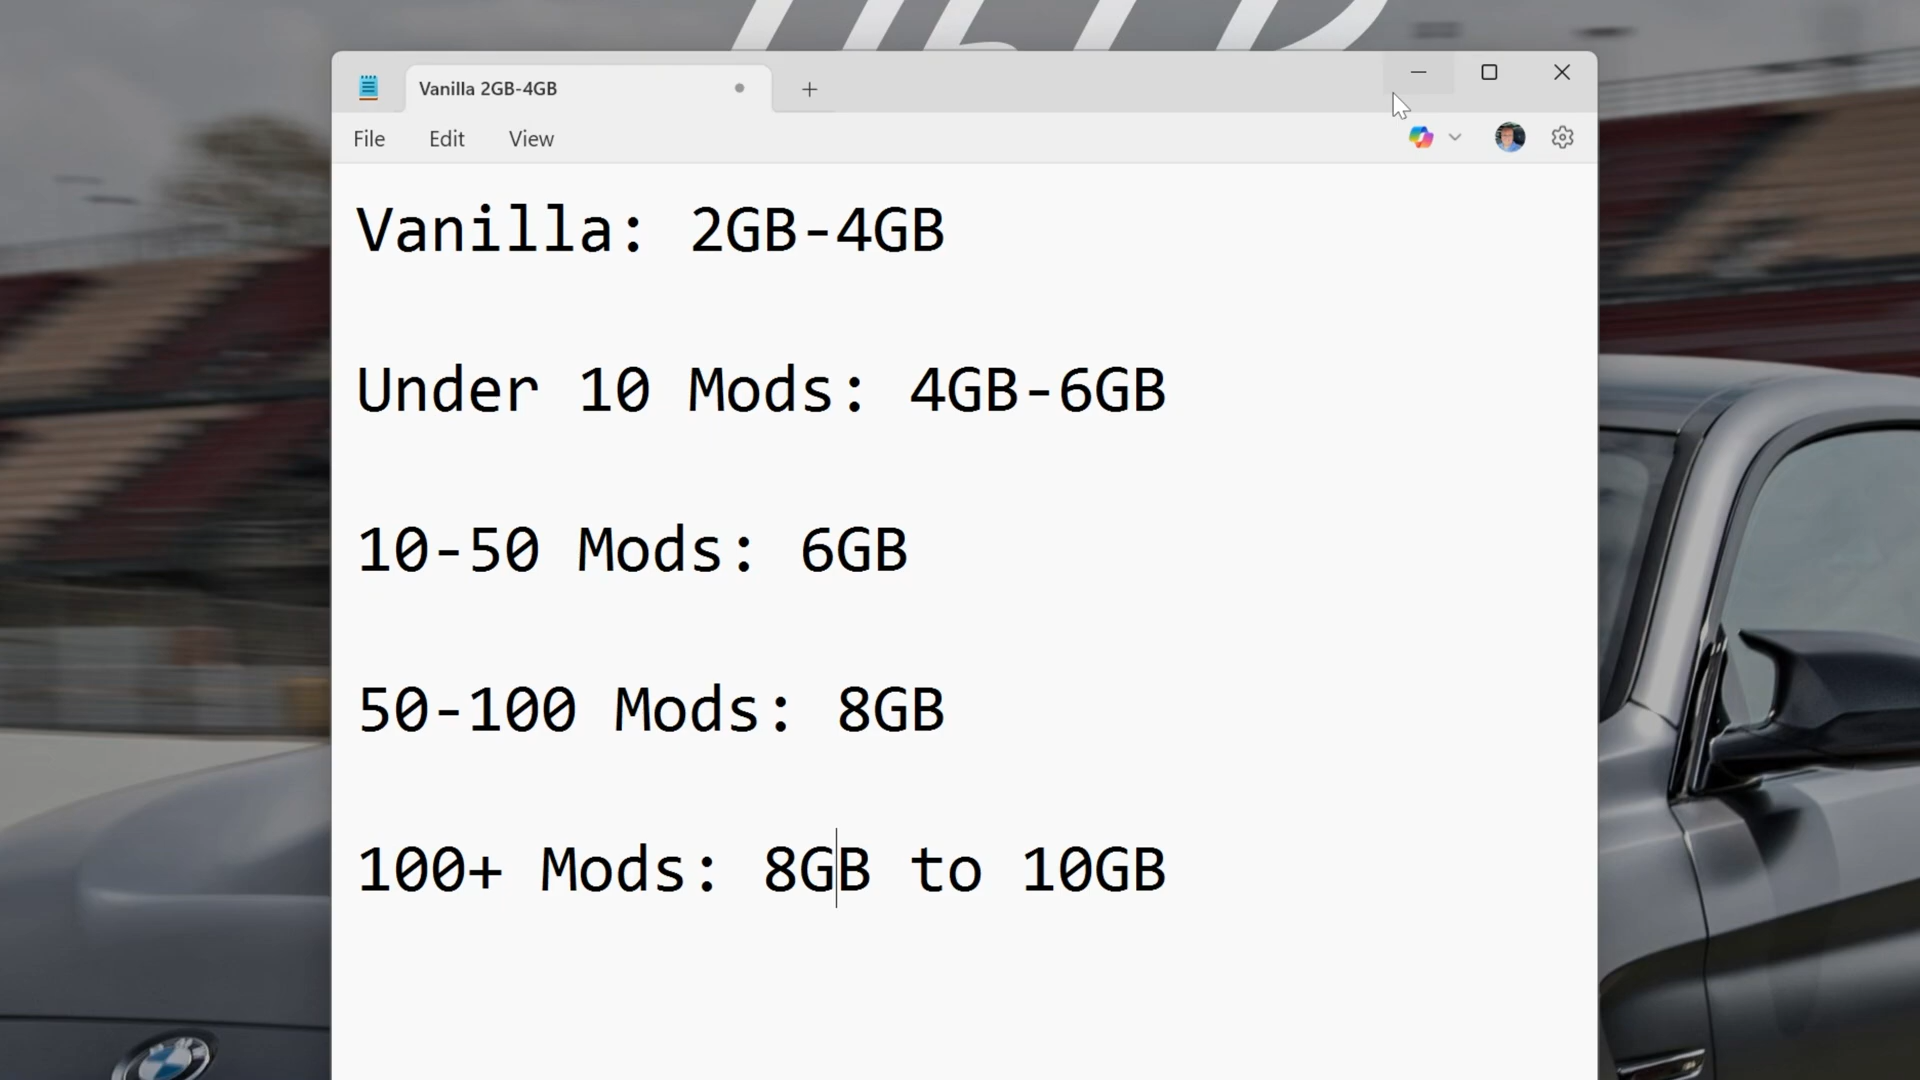 Vanilla 2GB-4GB
File Edit View
Vanilla: 2GB-4GB
Under 10 Mods: 4GB-6GB
10-50 Mods: 6GB
50-100 Mods: 8GB
100+ Mods: 8GB to 10GB